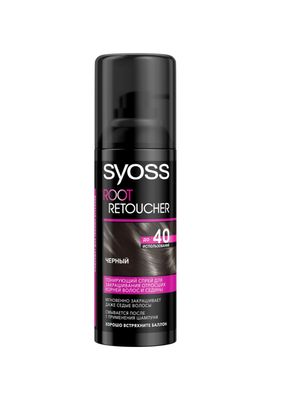 syoss
ROOT
RETOUCHER
до 40
ИСПОЛЬЗОВАНИЙ
ЧЕРНЫЙ
ТОНИРУЮЩИЙ СПРЕЙ ДЛЯ
ЗАКРАШИВАНИЯ ОТРОСШИХ
КОРНЕЙ ВОЛОС И СЕДИНЫ
МГНОВЕННО ЗАКРАШИВАЕТ
ДАЖЕ СЕДЫЕ ВОЛОСЫ
СМЫВАЕТСЯ ПОСЛЕ
1 ПРИМЕНЕНИЯ ШАМПУНЯ
ХОРОШО ВСТРЯХНИТЕ БАЛЛОН